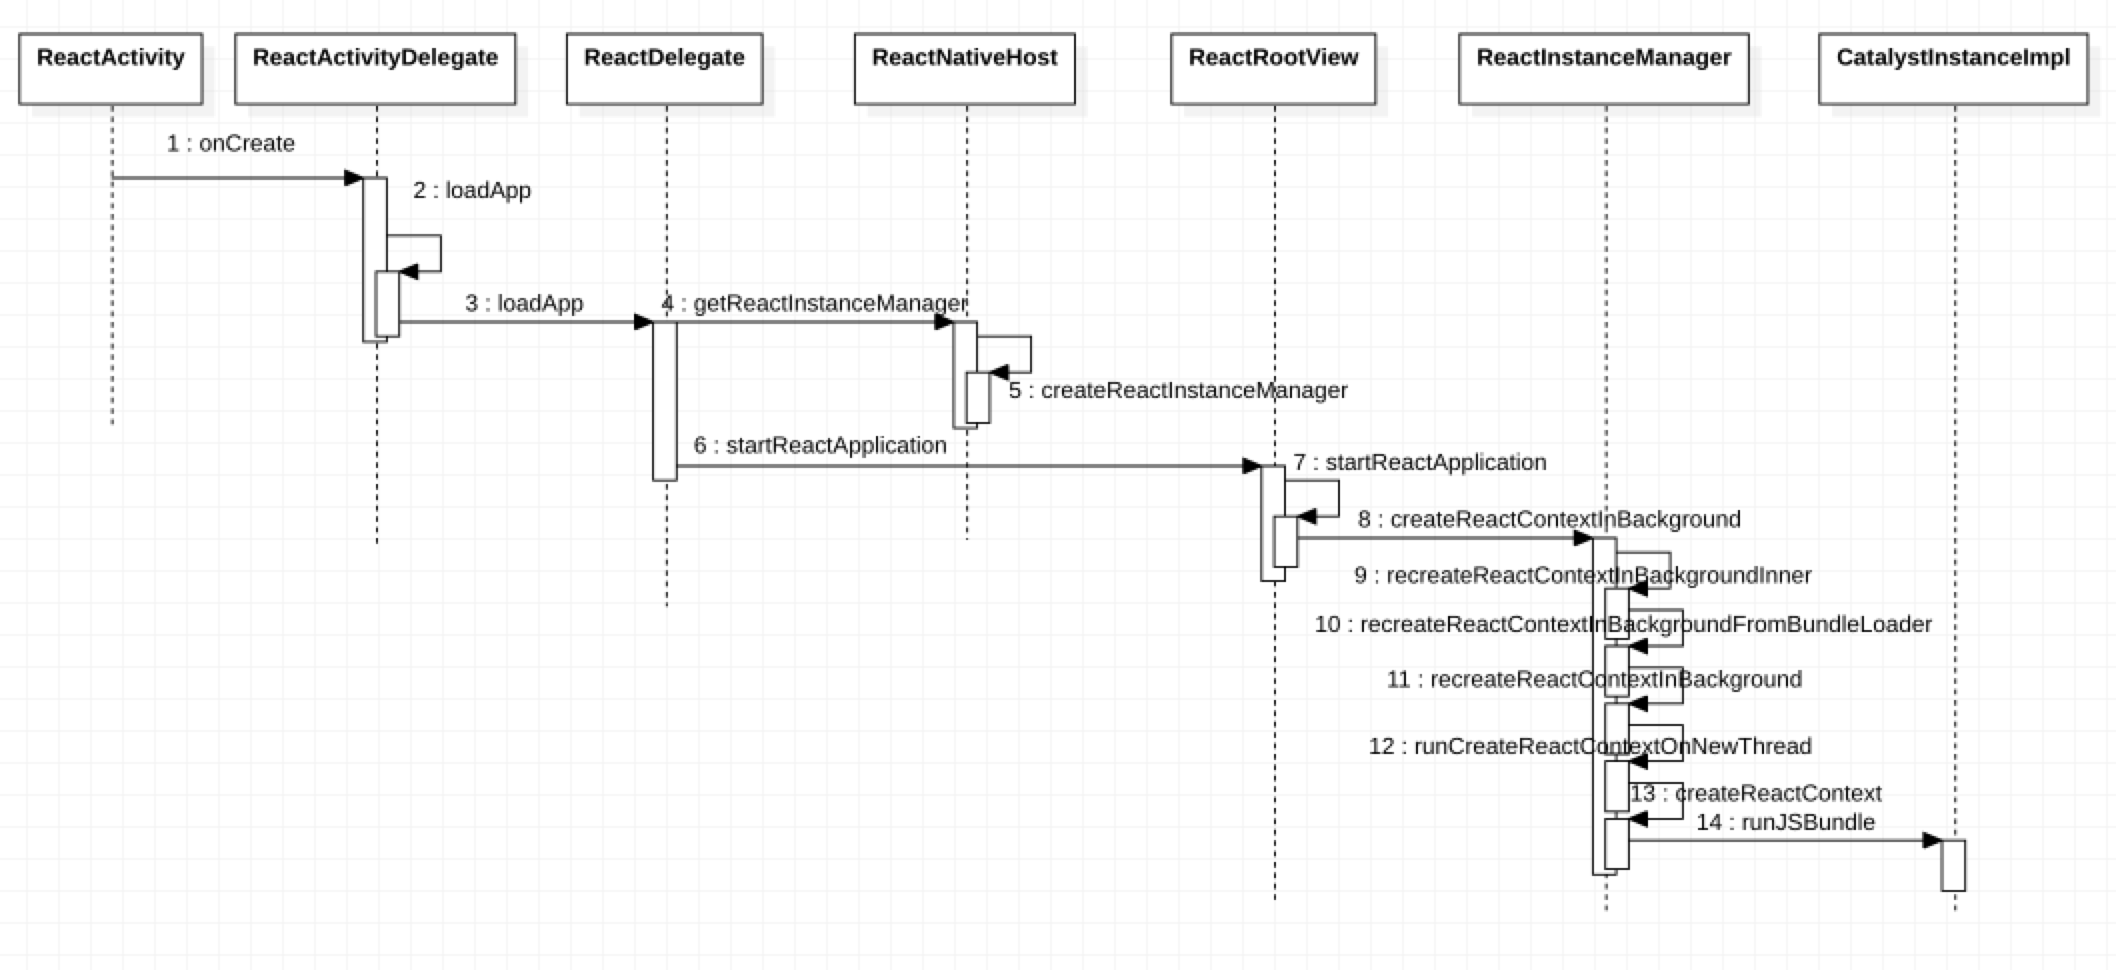 ReactActivity
ReactActivityDelegate
ReactDelegate
ReactNativeHost
ReactRootView
ReactInstanceManager
CatalystInstanceImpl
1 : onCreate
2 : loadApp
3 : loadApp
4 : getReactInstanceManager
5 : createReactInstanceManager
6 : startReactApplication
7 : startReactApplication
8 : createReactContextInBackground
9 : recreateReactContextInBackgroundInner
10 : recreateReactContextInBackgroundFromBundleLoader
11 : recreateReactContextInBackground
12 : runCreateReactContextOnNewThread
13 : createReactContext
14 : runJSBundle